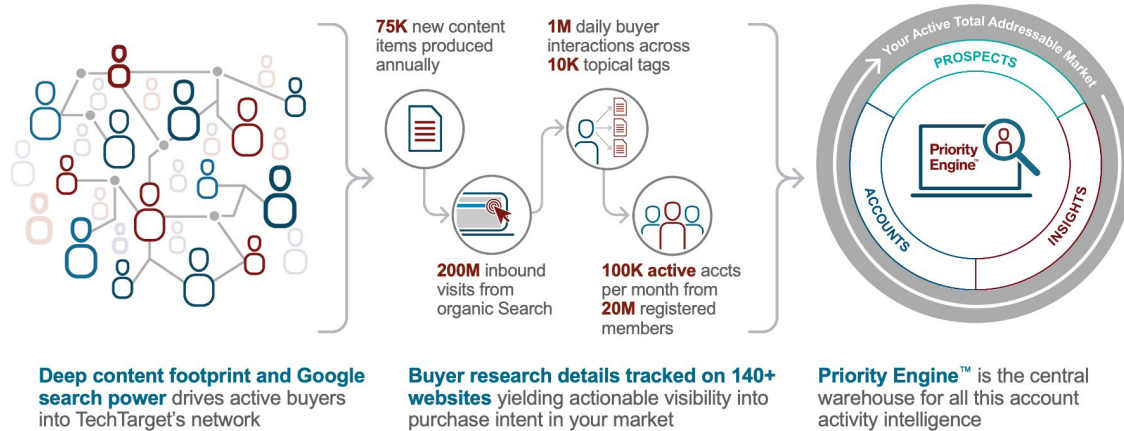 75K new content
items produced
annually
1M daily buyer
interactions across
10K topical tags
200M inbound
visits from
organic Search
100K active accts
per month from
20M registered
members
Your Active Total Addressable Market
PROSPECTS
Priority
Engine™
ACCOUNTS
INSIGHTS
Deep content footprint and Google
search power drives active buyers
into TechTarget's network
Buyer research details tracked on 140+
websites yielding actionable visibility into
purchase intent in your market
Priority Engine™ is the central
warehouse for all this account
activity intelligence